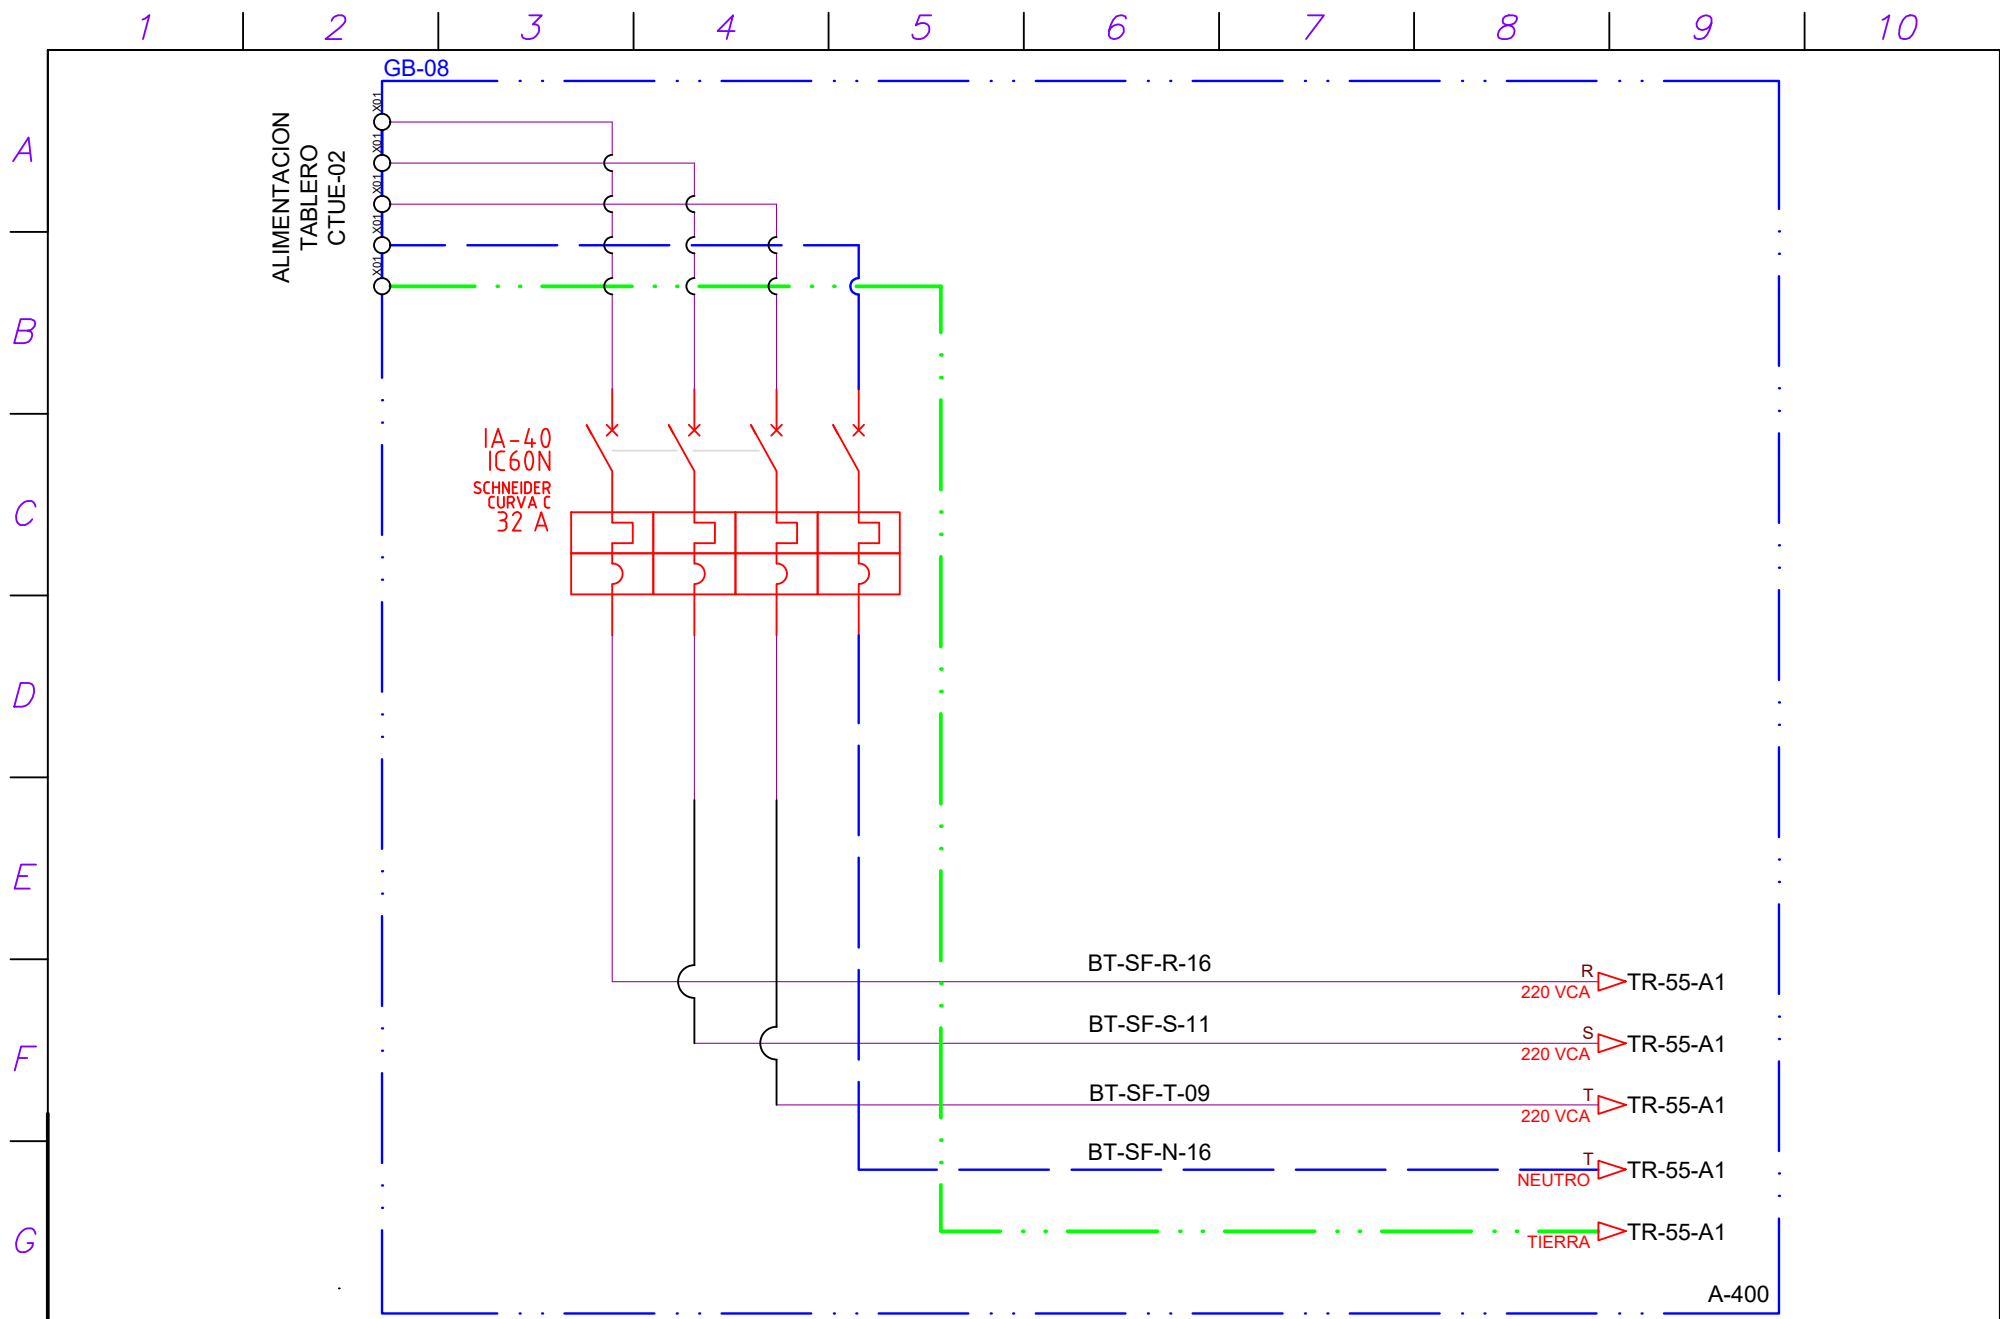 1 2 3 4 5 6 7 8 9 10
GB-08
X01
X01
X01
X01
X01
ALIMENTACION
TABLERO
CTUE-02
A
B
C
D
E
F
G
IA-40
IC60N
SCHNEIDER
CURVA C
32 A
BT-SF-R-16
R
220 VCA
TR-55-A1
BT-SF-S-11
S
220 VCA
TR-55-A1
BT-SF-T-09
T
220 VCA
TR-55-A1
BT-SF-N-16
T
NEUTRO
TR-55-A1
TIERRA
TR-55-A1
A-400